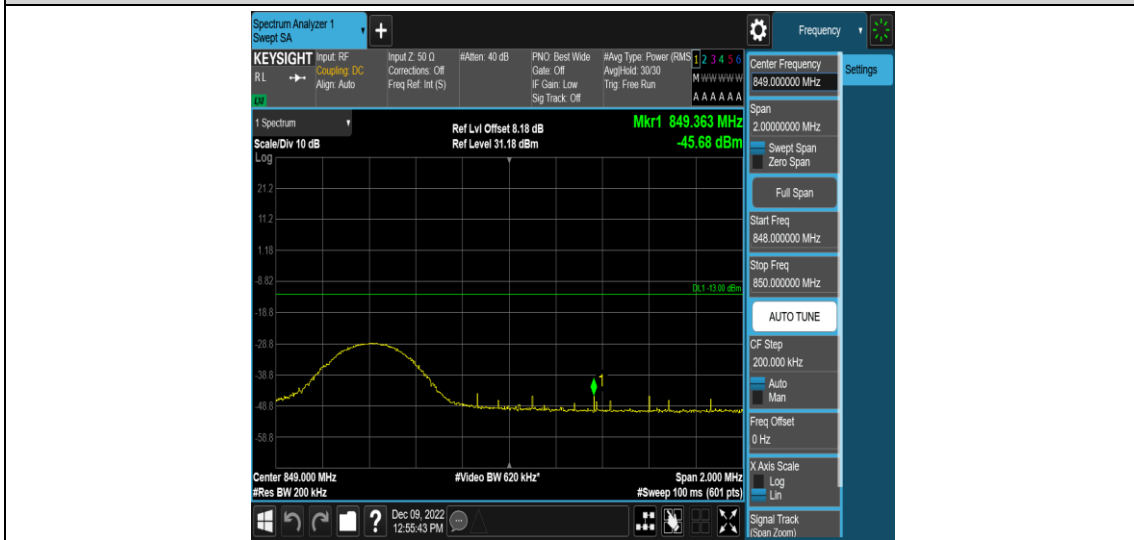 Spectrum Analyzer 1
Swept SA
+
Frequency
KEYSIGHT
RL
LXI
Input: RF
Coupling: DC
Align: Auto
Input Z: 50 Ω
Corrections: Off
Freq Ref: Int (S)
#Atten: 40 dB
PNO: Best Wide
Gate: Off
IF Gain: Low
Sig Track: Off
#Avg Type: Power (RMS
Avg|Hold: 30/30
Trig: Free Run
1 2 3 4 5 6
M W W W W W
A A A A A A
Center Frequency
849.000000 MHz
Settings
Span
2.00000000 MHz
Swept Span
Zero Span
Full Span
Start Freq
848.000000 MHz
Stop Freq
850.000000 MHz
AUTO TUNE
CF Step
200.000 kHz
Auto
Man
Freq Offset
0 Hz
X Axis Scale
Log
Lin
Signal Track
(Span Zoom)
1 Spectrum
Scale/Div 10 dB
Log
Ref Lvl Offset 8.18 dB
Ref Level 31.18 dBm
Mkr1 849.363 MHz
-45.68 dBm
21.2
11.2
1.18
-8.82
DL1 -13.00 dBm
-18.8
-28.8
-38.8
1
-48.8
-58.8
Center 849.000 MHz
#Res BW 200 kHz
#Video BW 620 kHz*
Span 2.000 MHz
#Sweep 100 ms (601 pts)
?
Dec 09, 2022
12:55:43 PM